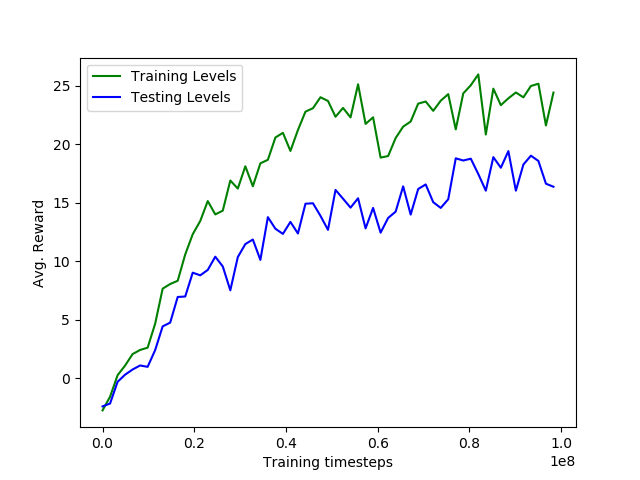 Training Levels
Testing Levels
25
20
15
10
5
0
Avg. Reward
0.0 0.2 0.4 0.6 0.8 1.0
1e8
Training timesteps